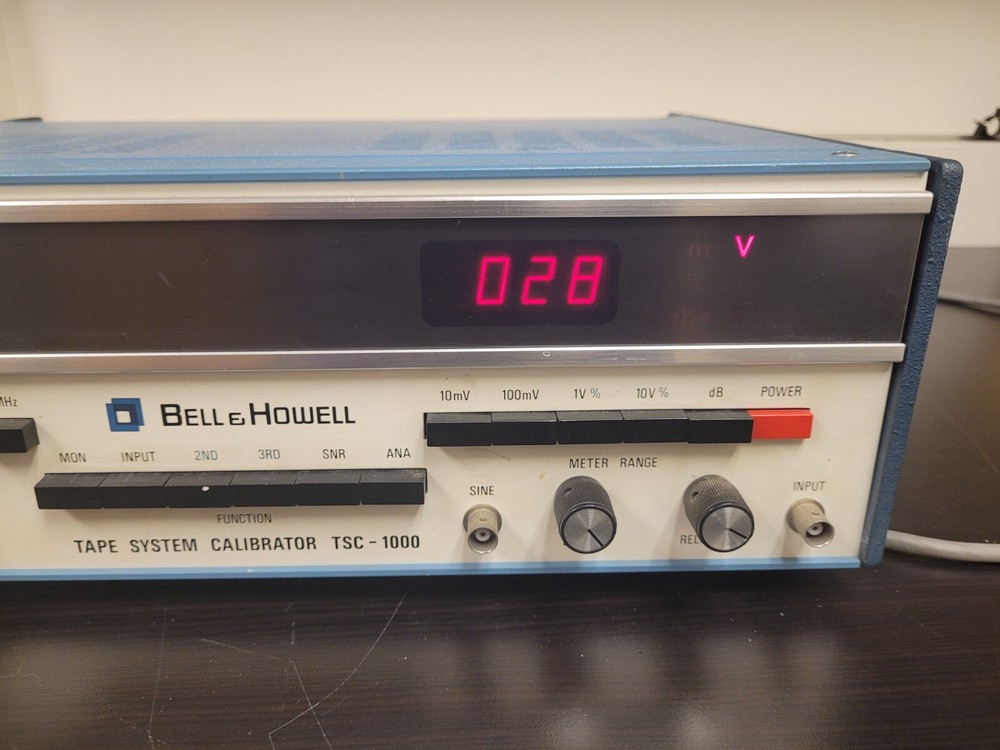 028
m V
MHz
10mV 100mV 1V % 10V % dB POWER
BELL & HOWELL
MON INPUT 2ND 3RD SNR ANA
METER RANGE
SINE
INPUT
FUNCTION
TAPE SYSTEM CALIBRATOR TSC-1000